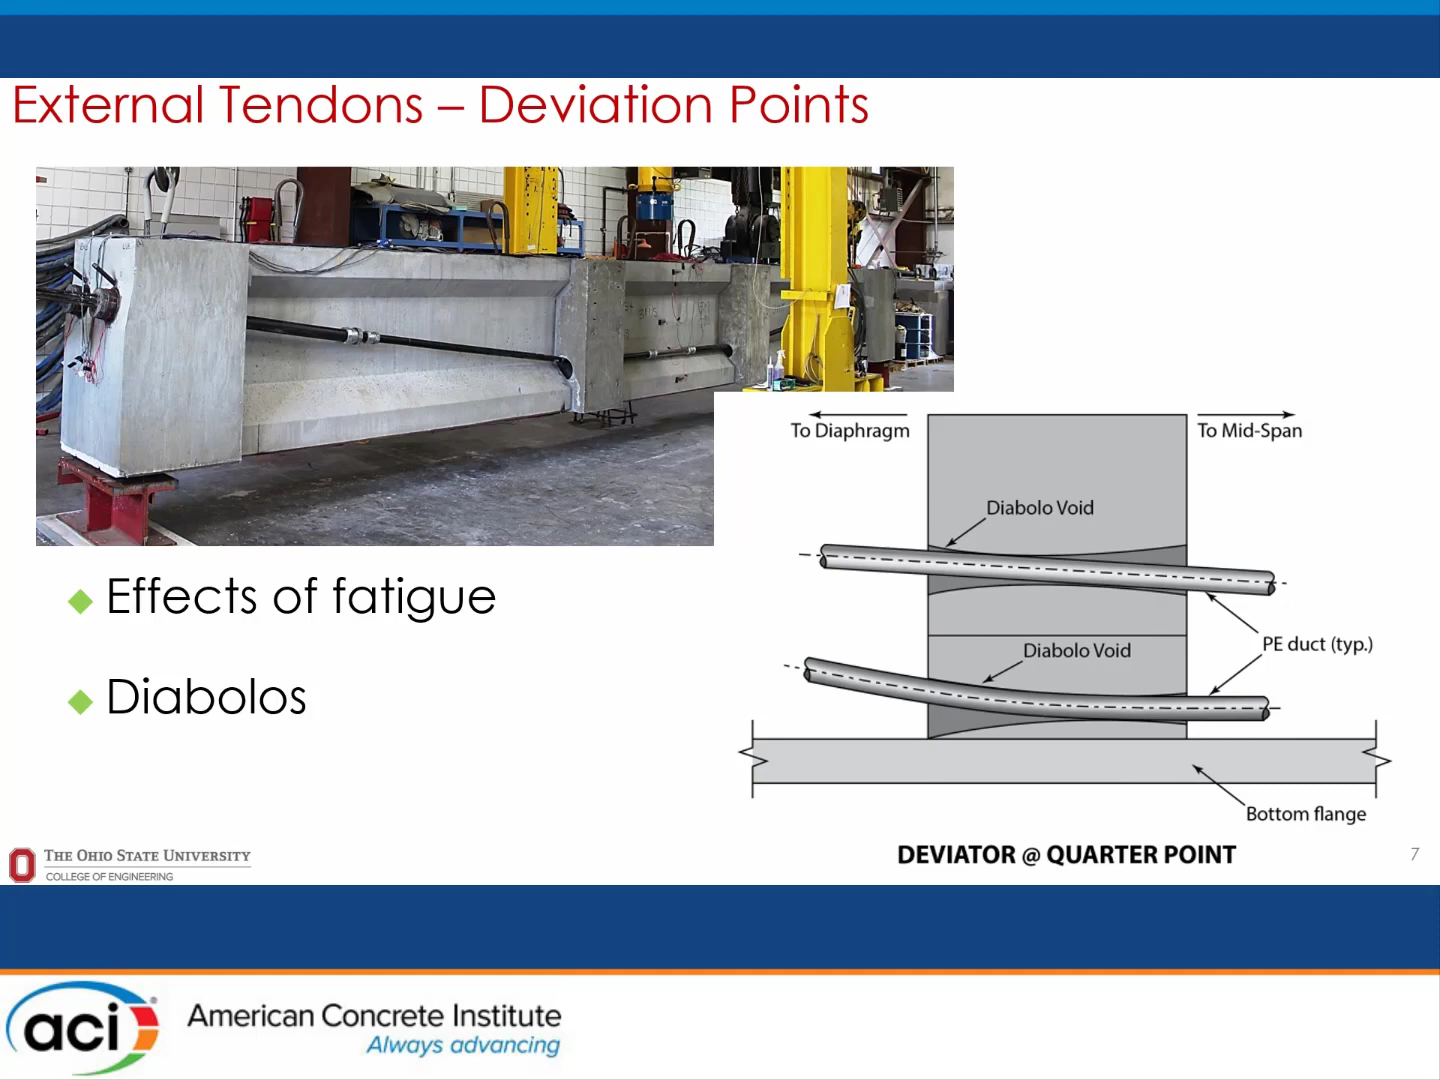 External Tendons – Deviation Points
To Diaphragm
To Mid-Span
Diabolo Void
PE duct (typ.)
Diabolo Void
Bottom flange
DEVIATOR @ QUARTER POINT
Effects of fatigue
Diabolos
THE OHIO STATE UNIVERSITY
COLLEGE OF ENGINEERING
7
aci®
American Concrete Institute
Always advancing